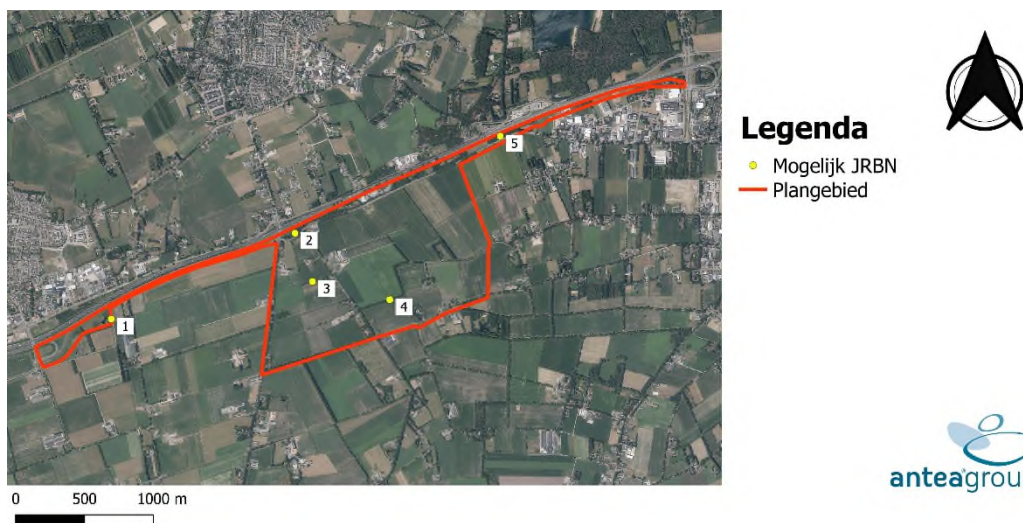 Legenda
Mogelijk JRBN
Plangebied
5
2
3
4
1
anteagrou
0 500 1000 m